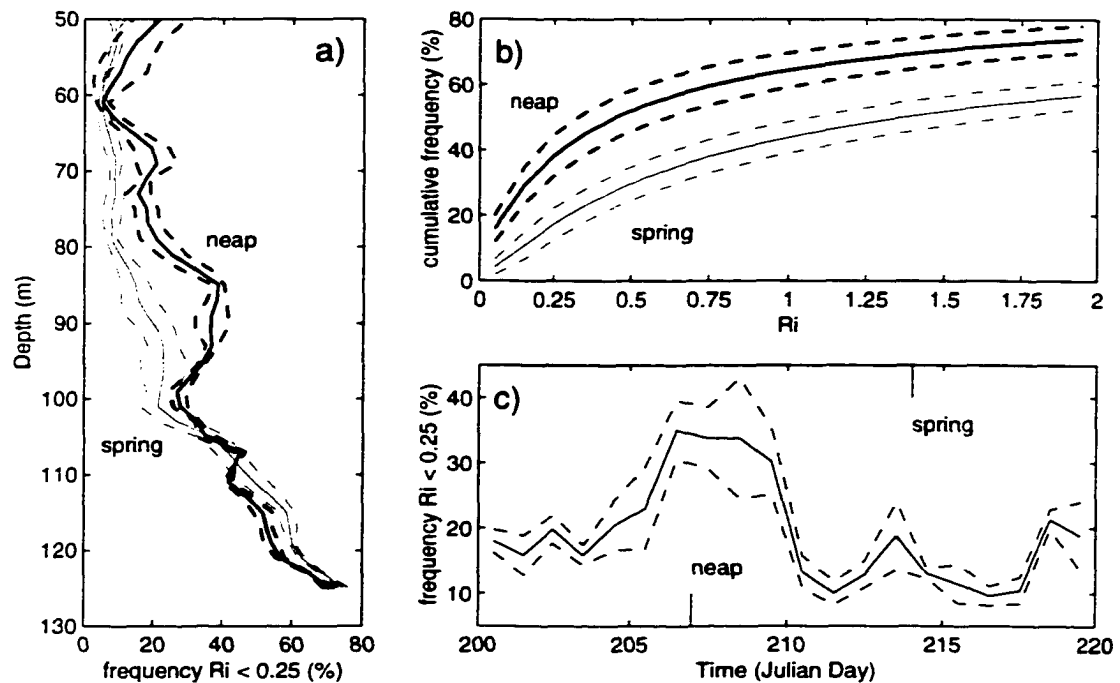 50
60
70
80
90
100
110
120
130
Depth (m)
a)
neap
spring
0 20 40 60 80
frequency Ri < 0.25 (%)
80
60
40
20
0
cumulative frequency (%)
b)
neap
spring
0 0.25 0.5 0.75 1 1.25 1.5 1.75 2
Ri
40
30
20
10
frequency Ri < 0.25 (%)
c)
spring
neap
200 205 210 215 220
Time (Julian Day)